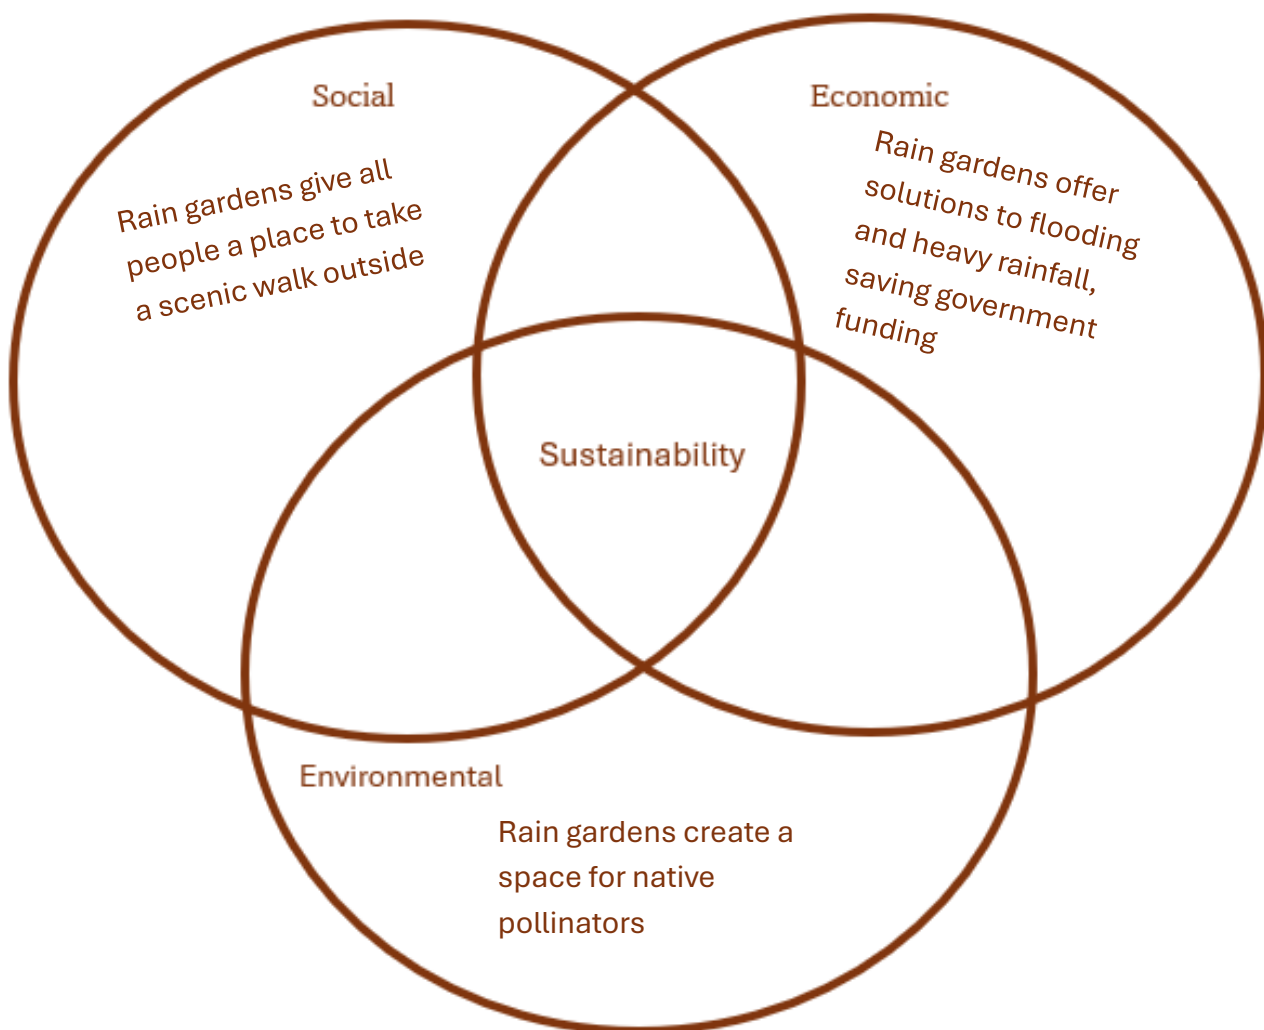 Social
Rain gardens give all
people a place to take
a scenic walk outside
Economic
Rain gardens offer
solutions to flooding
and heavy rainfall,
saving government
funding
Sustainability
Environmental
Rain gardens create a
space for native
pollinators